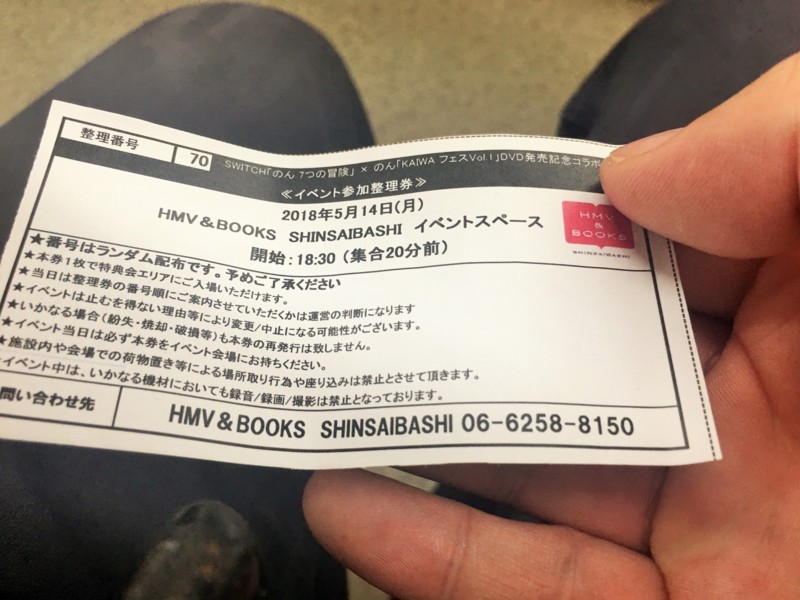 整理番号 70
SWITCH「のん 7つの冒険」 × のん「KAIWA フェスVol.1」DVD発売記念コラボ
≪イベント参加整理券≫
2018年5月14日(月)
HMV&BOOKS SHINSAIBASHI イベントスペース
開始:18:30 (集合20分前)
HMV
&
BOOKS
SHINSAIBASHI
★番号はランダム配布です。予めご了承ください
★本券1枚で特典会エリアにご入場いただけます。
★当日は整理券の番号順にご案内させていただくかは運営の判断になります
★イベントは止むを得ない理由等により変更/中止になる可能性がございます。
★いかなる場合(紛失・焼却・破損等)も本券の再発行は致しません。
★イベント当日は必ず本券をイベント会場にお持ちください。
★施設内や会場での荷物置き等による場所取り行為や座り込みは禁止とさせて頂きます。
イベント中は、いかなる機材においても録音/録画/撮影は禁止となっております。
問い合わせ先
HMV&BOOKS SHINSAIBASHI 06-6258-8150